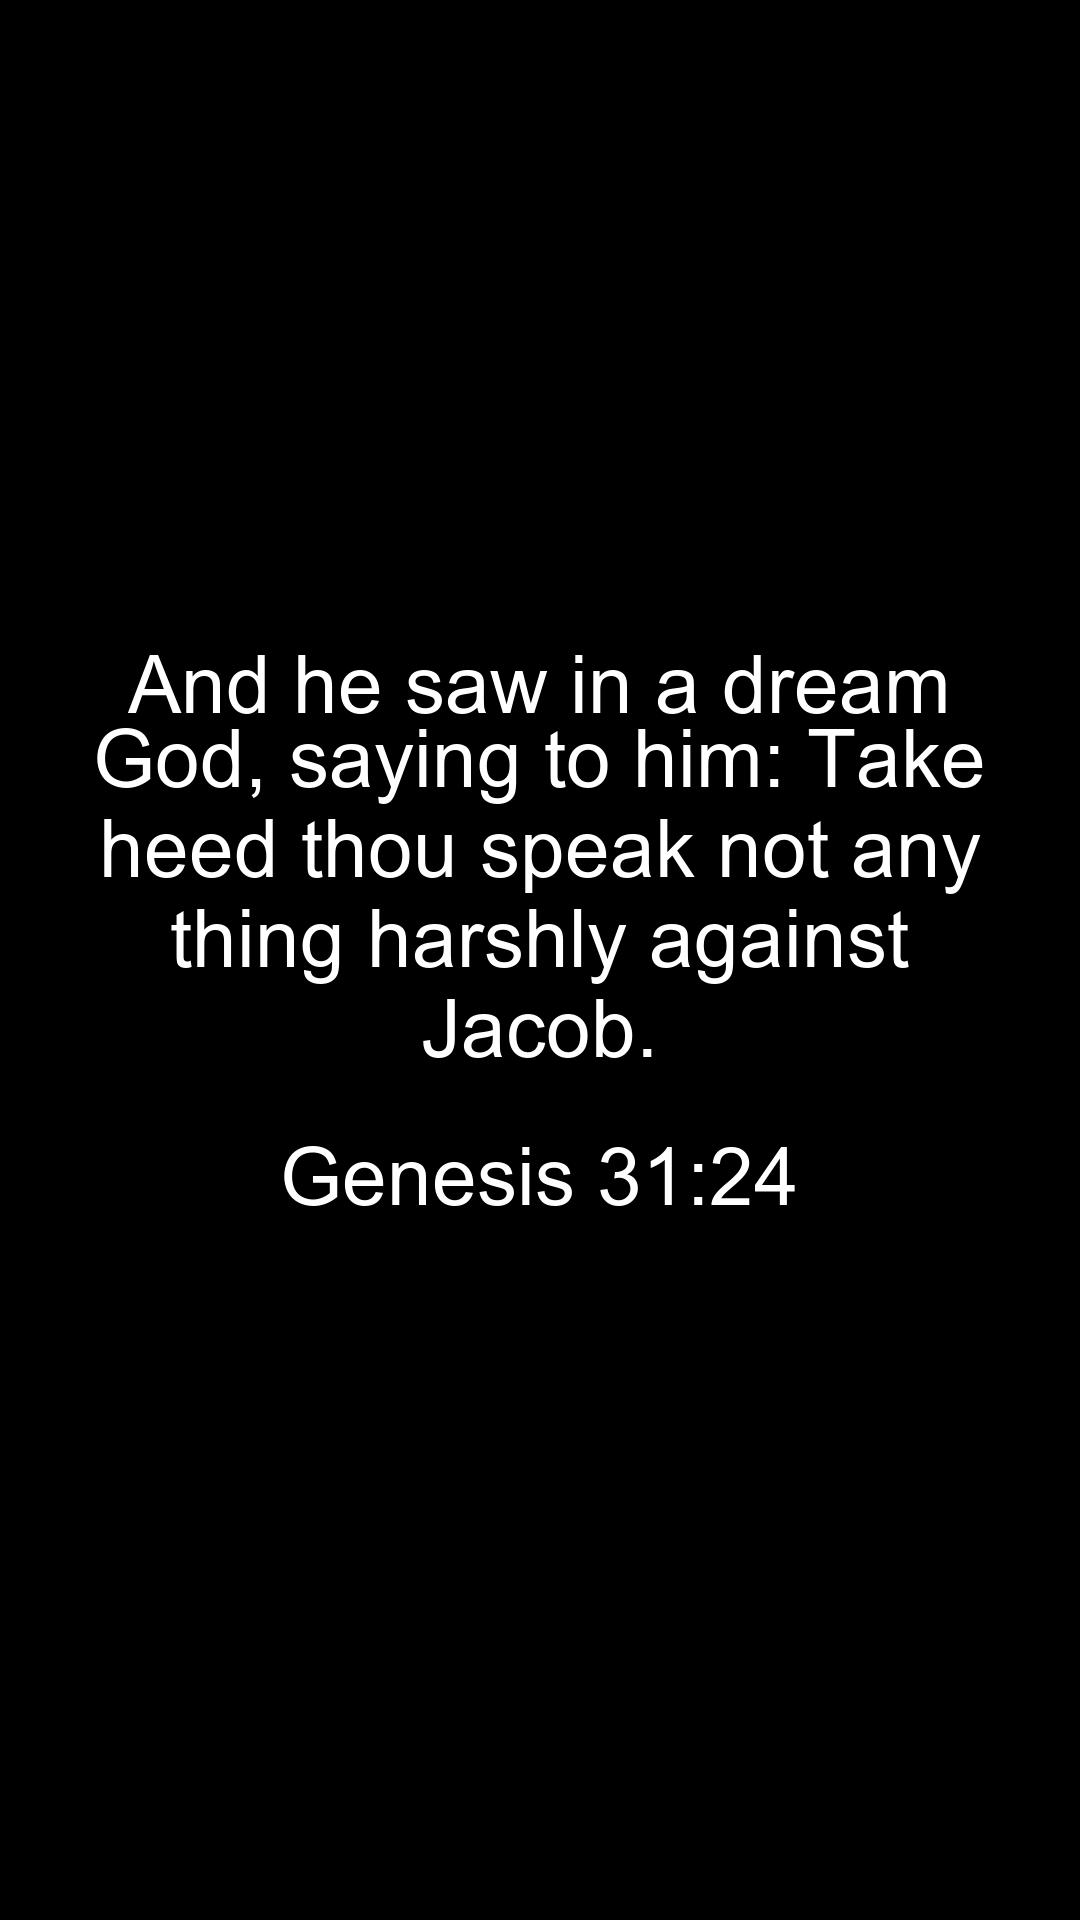 And he saw in a dream
God, saying to him: Take
heed thou speak not any
thing harshly against
Jacob.
Genesis 31:24